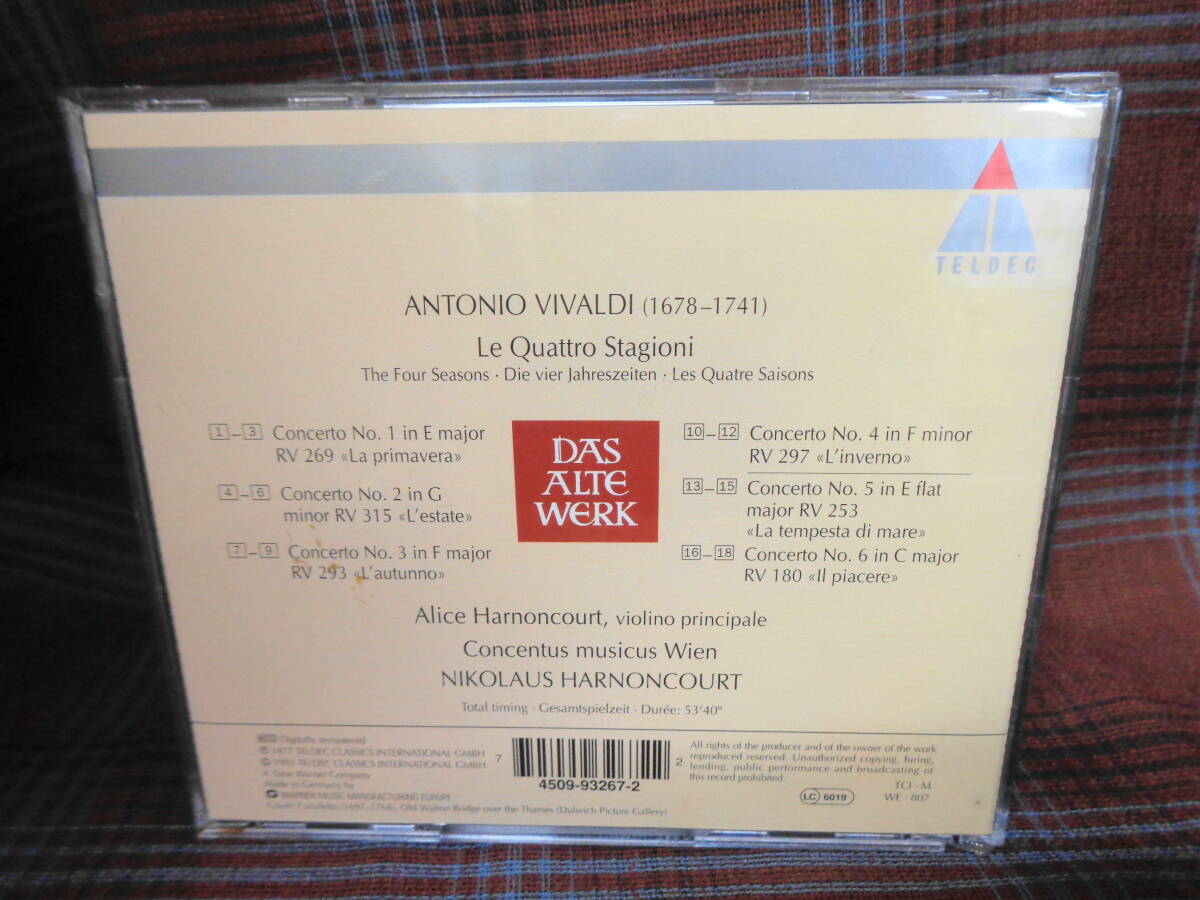 TELDEC
ANTONIO VIVALDI (1678–1741)
Le Quattro Stagioni
The Four Seasons · Die vier Jahreszeiten · Les Quatre Saisons
1–3 Concerto No. 1 in E major
RV 269 «La primavera»
4–6 Concerto No. 2 in G
minor RV 315 «L'estate»
7–9 Concerto No. 3 in F major
RV 293 «L'autunno»
DAS
ALTE
WERK
10–12 Concerto No. 4 in F minor
RV 297 «L'inverno»
13–15 Concerto No. 5 in E flat
major RV 253
«La tempesta di mare»
16–18 Concerto No. 6 in C major
RV 180 «Il piacere»
Alice Harnoncourt, violino principale
Concentus musicus Wien
NIKOLAUS HARNONCOURT
Total timing · Gesamtspielzeit · Durée: 53'40"
Digitally remastered
℗ 1977 TELDEC CLASSICS INTERNATIONAL GMBH
TELDEC CLASSICS INTERNATIONAL GMBH
A Time Warner Company
Made in Germany by
WARNER MUSIC MANUFACTURING EUROPE
Cover: Canaletto (1697–1768), Old Walton Bridge over the Thames (Dulwich Picture Gallery)
7
4509-93267-2
2
All rights of the producer and of the owner of the work
reproduced reserved. Unauthorized copying, hiring,
lending, public performance and broadcasting of
this record prohibited.
TCI - M
LC 6019
WE - 807